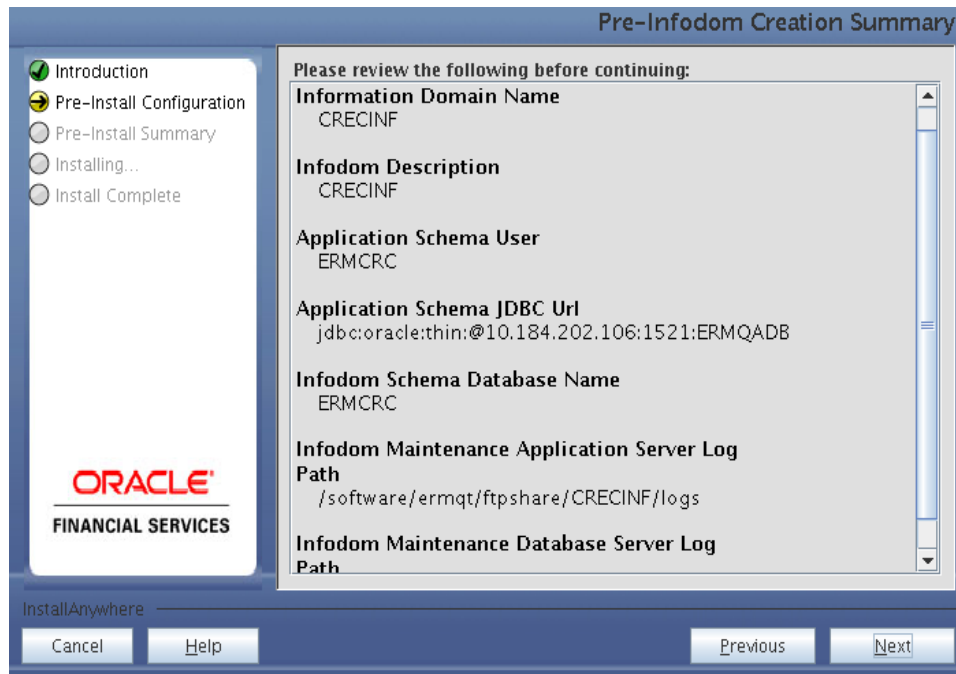 Pre-Infodom Creation Summary
Introduction
Pre-Install Configuration
Pre-Install Summary
Installing...
Install Complete
ORACLE'
FINANCIAL SERVICES
Please review the following before continuing:
Information Domain Name
CRECINF
Infodom Description
CRECINF
Application Schema User
ERMCRC
Application Schema JDBC Url
jdbc:oracle:thin:@10.184.202.106:1521:ERMQADB
Infodom Schema Database Name
ERMCRC
Infodom Maintenance Application Server Log
Path
/software/ermqt/ftpshare/CRECINF/logs
Infodom Maintenance Database Server Log
Path
InstallAnywhere
Cancel
Help
Previous
Next